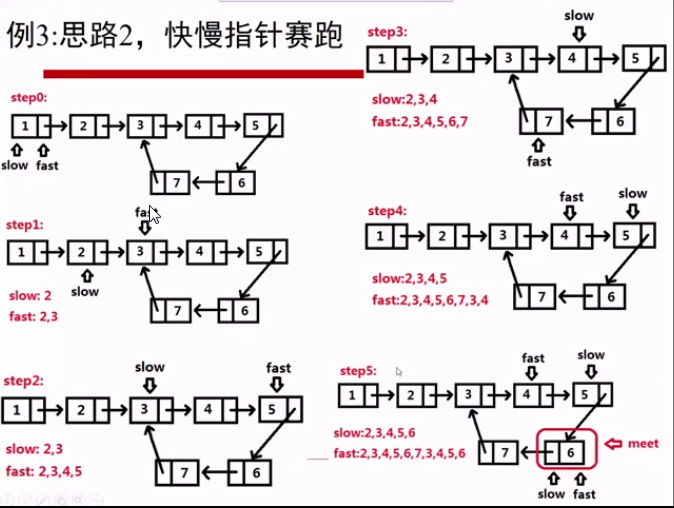 例3:思路2，快慢指针赛跑
step0:
1 2 3 4 5
7 6
slow fast
step1:
fast
1 2 3 4 5
slow
7 6
slow: 2
fast: 2,3
step2:
slow fast
1 2 3 4 5
7 6
slow: 2,3
fast: 2,3,4,5
step3:
slow
1 2 3 4 5
7 6
fast
slow:2,3,4
fast:2,3,4,5,6,7
step4:
fast slow
1 2 3 4 5
7 6
slow:2,3,4,5
fast:2,3,4,5,6,7,3,4
step5:
fast slow
1 2 3 4 5
7 6
meet
slow fast
slow:2,3,4,5,6
fast:2,3,4,5,6,7,3,4,5,6